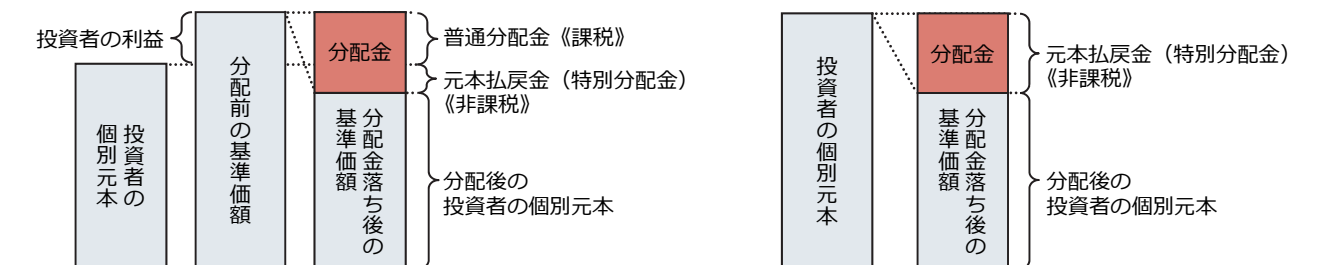 投資者の利益
投資者の
個別元本
分配前の基準価額
分配金
分配金落ち後の
基準価額
普通分配金《課税》
元本払戻金（特別分配金）
《非課税》
分配後の
投資者の個別元本
投資者の個別元本
分配金
分配金落ち後の
基準価額
元本払戻金（特別分配金）
《非課税》
分配後の
投資者の個別元本